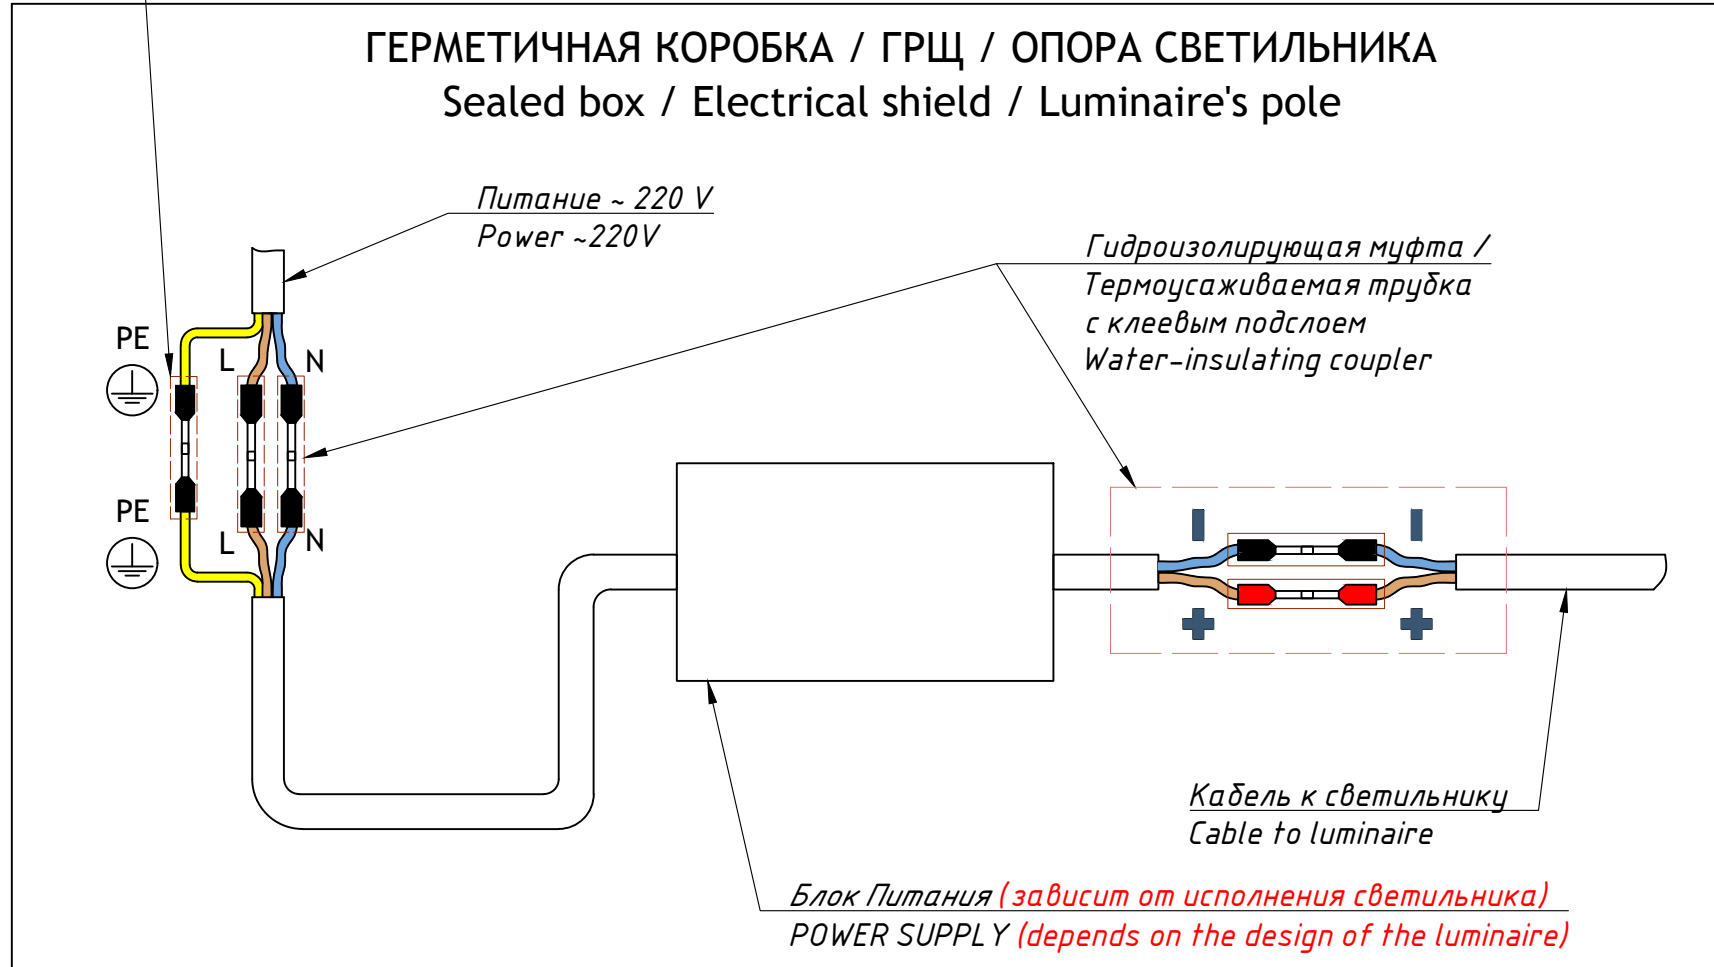 ГЕРМЕТИЧНАЯ КОРОБКА / ГРЩ / ОПОРА СВЕТИЛЬНИКА
Sealed box / Electrical shield / Luminaire's pole
Питание ~ 220 V
Power ~220V
Гидроизолирующая муфта /
Термоусаживаемая трубка
с клеевым подслоем
Water-insulating coupler
PE
L
N
PE
L
N
Кабель к светильнику
Cable to luminaire
Блок Питания (зависит от исполнения светильника)
POWER SUPPLY (depends on the design of the luminaire)